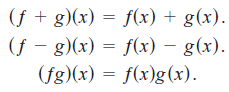 (f + g)(x) = f(x) + g(x).
(f − g)(x) = f(x) − g(x).
(fg)(x) = f(x)g(x).